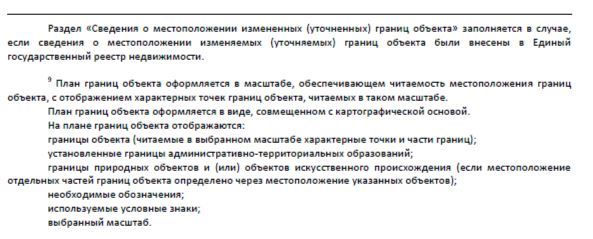 Раздел «Сведения о местоположении измененных (уточненных) границ объекта» заполняется в случае,
если сведения о местоположении изменяемых (уточняемых) границ объекта были внесены в Единый
государственный реестр недвижимости.
⁹ План границ объекта оформляется в масштабе, обеспечивающем читаемость местоположения границ
объекта, с отображением характерных точек границ объекта, читаемых в таком масштабе.
План границ объекта оформляется в виде, совмещенном с картографической основой.
На плане границ объекта отображаются:
границы объекта (читаемые в выбранном масштабе характерные точки и части границ);
установленные границы административно-территориальных образований;
границы природных объектов и (или) объектов искусственного происхождения (если местоположение
отдельных частей границ объекта определено через местоположение указанных объектов);
необходимые обозначения;
используемые условные знаки;
выбранный масштаб.